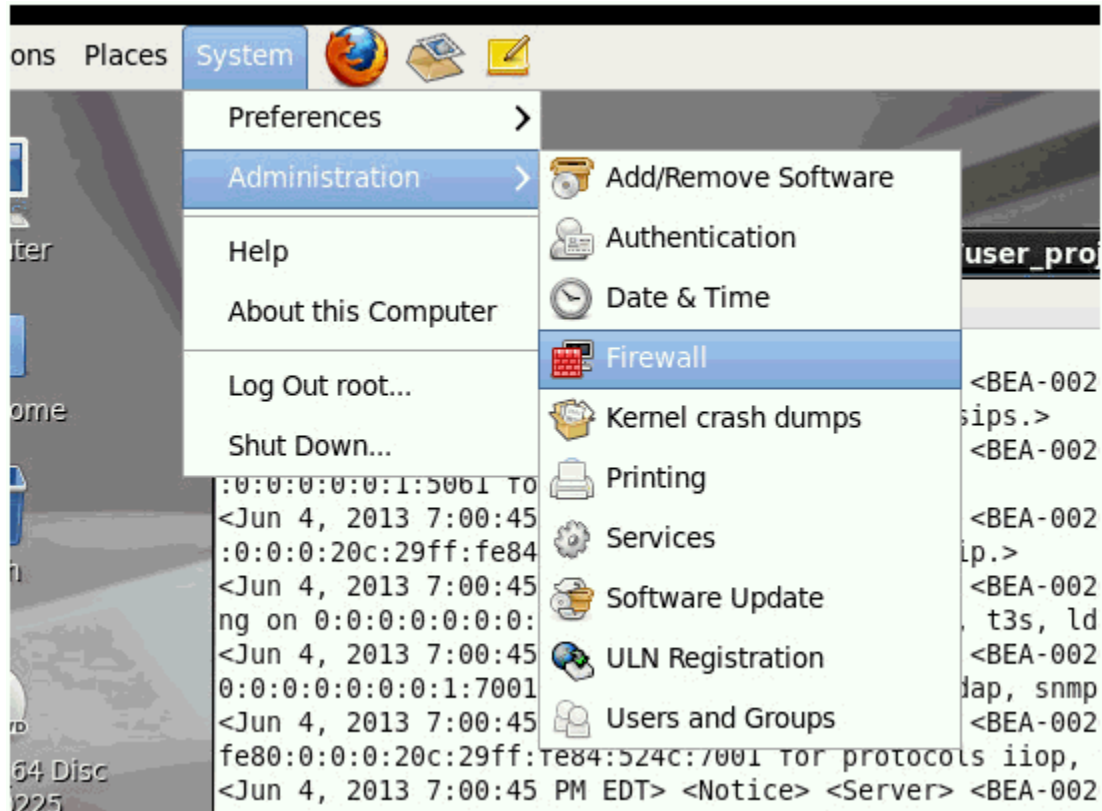 ons Places System
Preferences
Administration
Help
About this Computer
Log Out root...
Shut Down...
Add/Remove Software
Authentication
Date & Time
Firewall
Kernel crash dumps
Printing
Services
Software Update
ULN Registration
Users and Groups
ter
ome
n
VD
64 Disc
225
user_proj
<BEA-002
sips.>
<BEA-002
:0:0:0:0:0:1:5061 fo
<Jun 4, 2013 7:00:45 <BEA-002
:0:0:0:20c:29ff:fe84 ip.>
<Jun 4, 2013 7:00:45 <BEA-002
ng on 0:0:0:0:0:0:0: , t3s, ld
<Jun 4, 2013 7:00:45 <BEA-002
0:0:0:0:0:0:0:1:7001 dap, snmp
<Jun 4, 2013 7:00:45 <BEA-002
fe80:0:0:0:20c:29ff:fe84:524c:7001 for protocols iiop,
<Jun 4, 2013 7:00:45 PM EDT> <Notice> <Server> <BEA-002